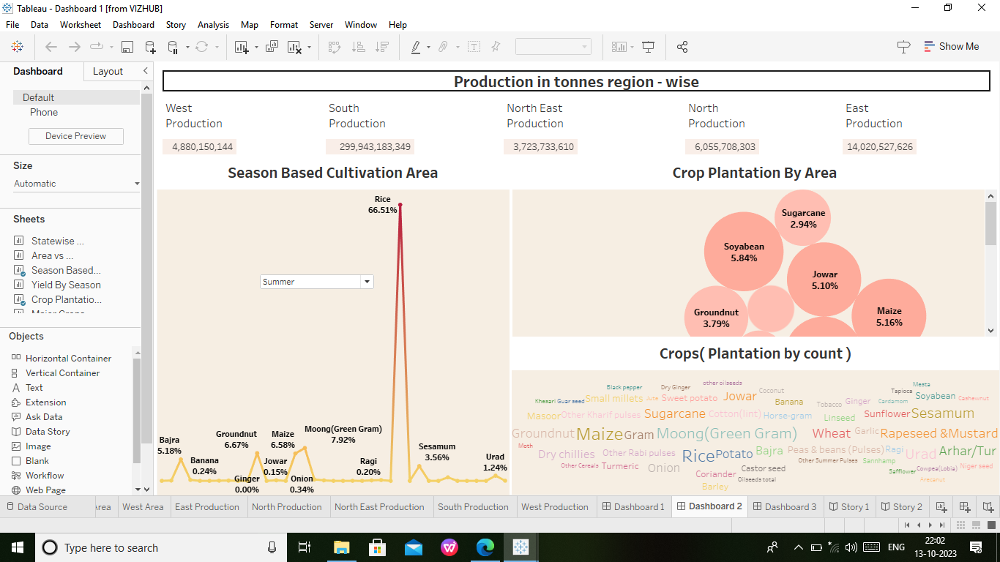 Tableau - Dashboard 1 [from VIZHUB]
File Data Worksheet Dashboard Story Analysis Map Format Server Window Help
Show Me
Dashboard Layout
Default
Phone
Device Preview
Size
Automatic
Sheets
Statewise ...
Area vs ...
Season Based...
Yield By Season
Crop Plantatio...
Objects
Horizontal Container
Vertical Container
Text
Extension
Ask Data
Data Story
Image
Blank
Workflow
Web Page
Production in tonnes region - wise
West
Production
4,880,150,144
South
Production
299,943,183,349
North East
Production
3,723,733,610
North
Production
6,055,708,303
East
Production
14,020,527,626
Season Based Cultivation Area
Rice
66.51%
Summer
Bajra
5.18%
Banana
0.24%
Groundnut
6.67%
Ginger
0.00%
Jowar
0.15%
Maize
6.58%
Onion
0.34%
Moong(Green Gram)
7.92%
Ragi
0.20%
Sesamum
3.56%
Urad
1.24%
Crop Plantation By Area
Sugarcane
2.94%
Soyabean
5.84%
Jowar
5.10%
Groundnut
3.79%
Maize
5.16%
Crops( Plantation by count )
other oilseeds
Black pepper Dry Ginger Mesta
Coconut Tapioca
Khesari Guar seed Small millets Jute Sweet potato Jowar Banana Tobacco Ginger Cardamom Soyabean Cashewnut
Masoor Other Kharif pulses Sugarcane Cotton(lint) Horse-gram Linseed Sunflower Sesamum
Groundnut Maize Gram Moong(Green Gram) Wheat Garlic Rapeseed &Mustard
Moth Dry chillies Other Rabi pulses Rice Potato Bajra Peas & beans (Pulses) Ragi Urad Arhar/Tur
Other Cereals Turmeric Onion Castor seed Other Summer Pulses Sannhamp Cowpea(Lobia) Niger seed
Coriander Oilseeds total Safflower Arecanut
Barley
Data Source West Area East Production North Production North East Production South Production West Production Dashboard 1 Dashboard 2 Dashboard 3 Story 1 Story 2
Type here to search
ENG
22:02
13-10-2023